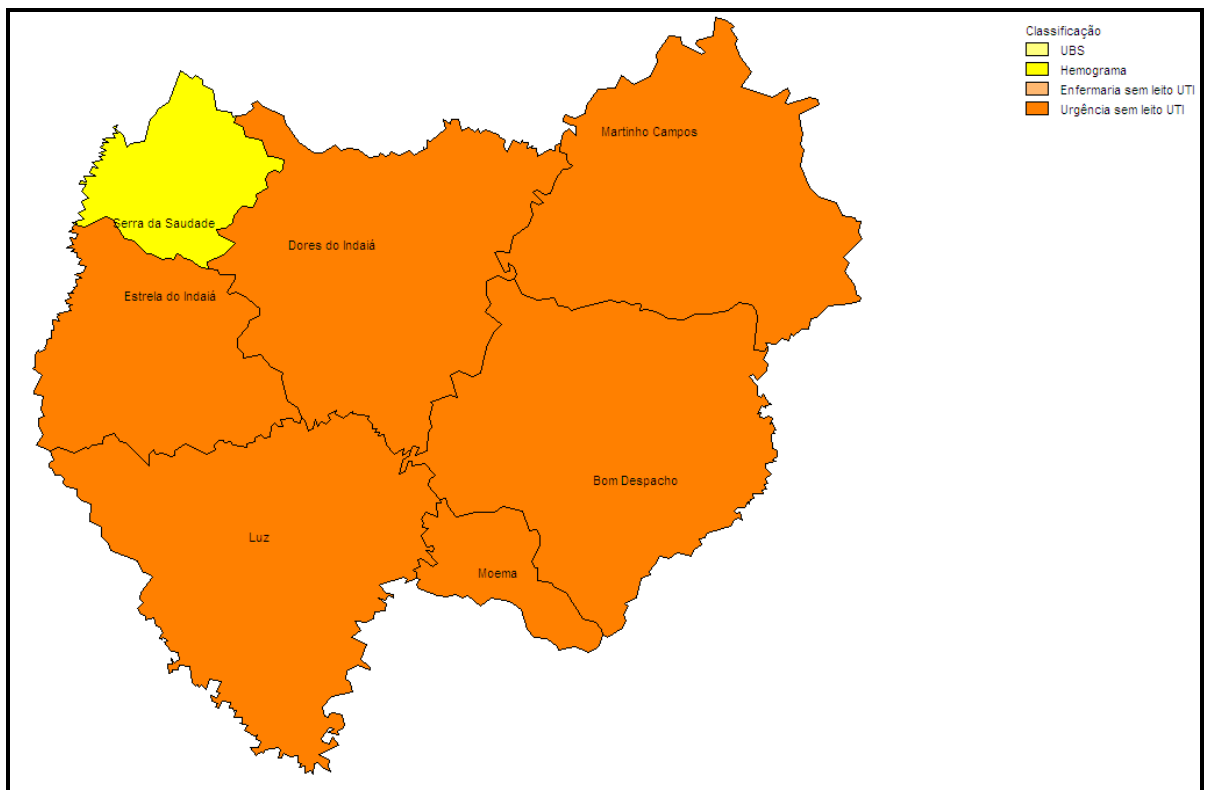 Classificação
UBS
Hemograma
Enfermaria sem leito UTI
Urgência sem leito UTI
Martinho Campos
Serra da Saudade
Dores do Indaiá
Estrela do Indaiá
Bom Despacho
Luz
Moema